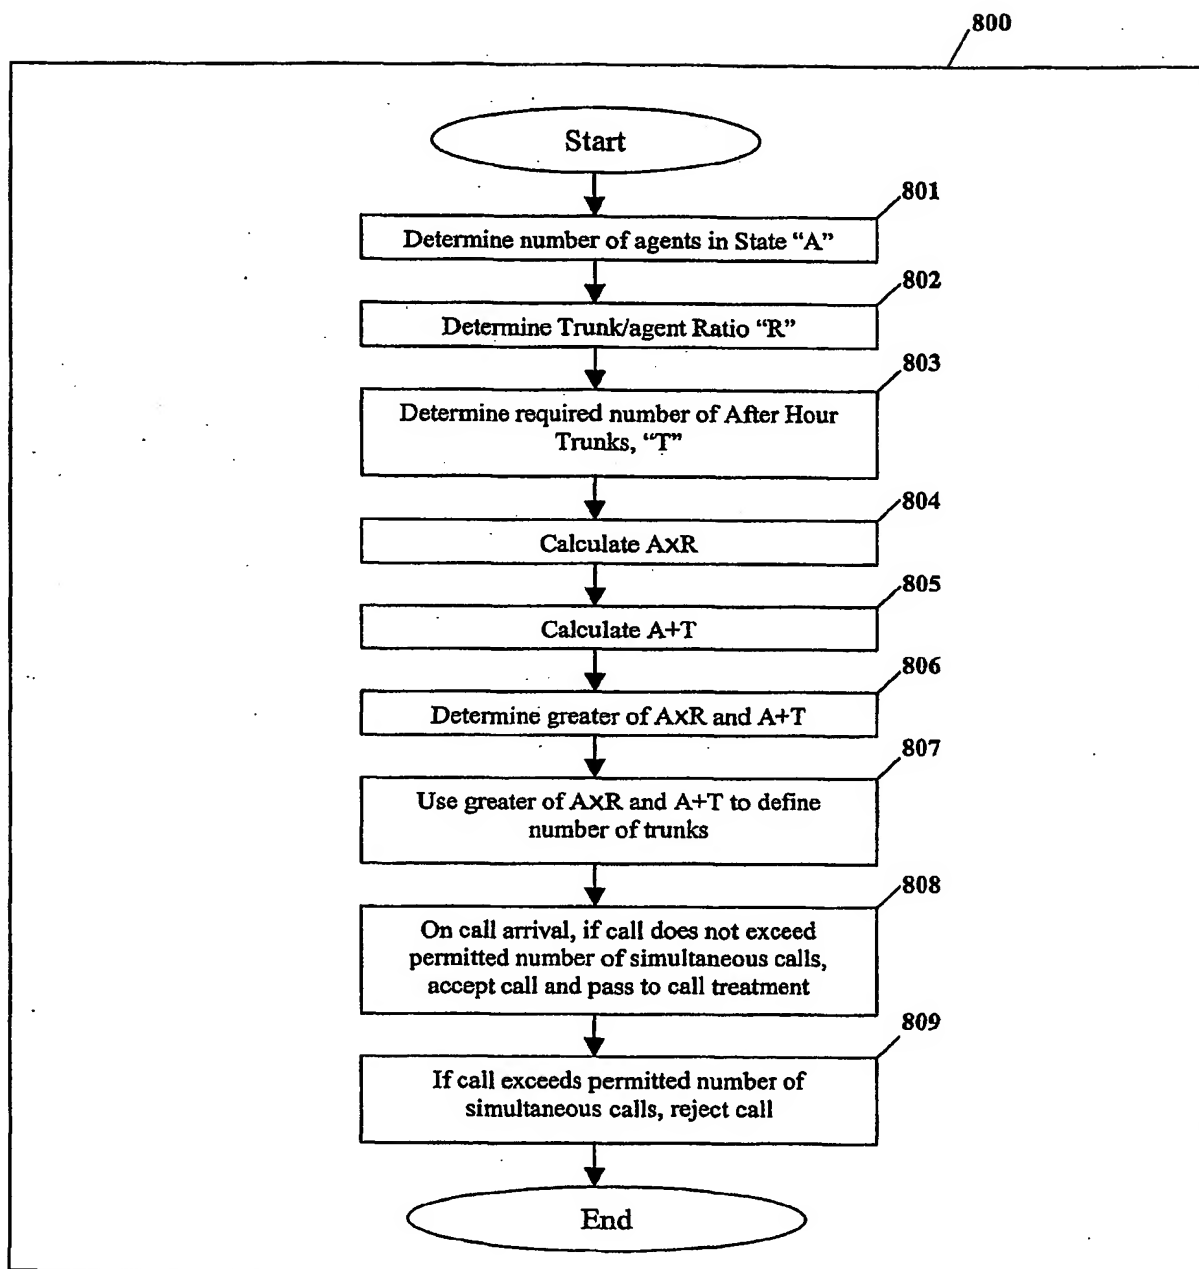 800
Start
801
Determine number of agents in State “A”
802
Determine Trunk/agent Ratio “R”
803
Determine required number of After Hour
Trunks, “T”
804
Calculate AxR
805
Calculate A+T
806
Determine greater of AxR and A+T
807
Use greater of AxR and A+T to define
number of trunks
808
On call arrival, if call does not exceed
permitted number of simultaneous calls,
accept call and pass to call treatment
809
If call exceeds permitted number of
simultaneous calls, reject call
End